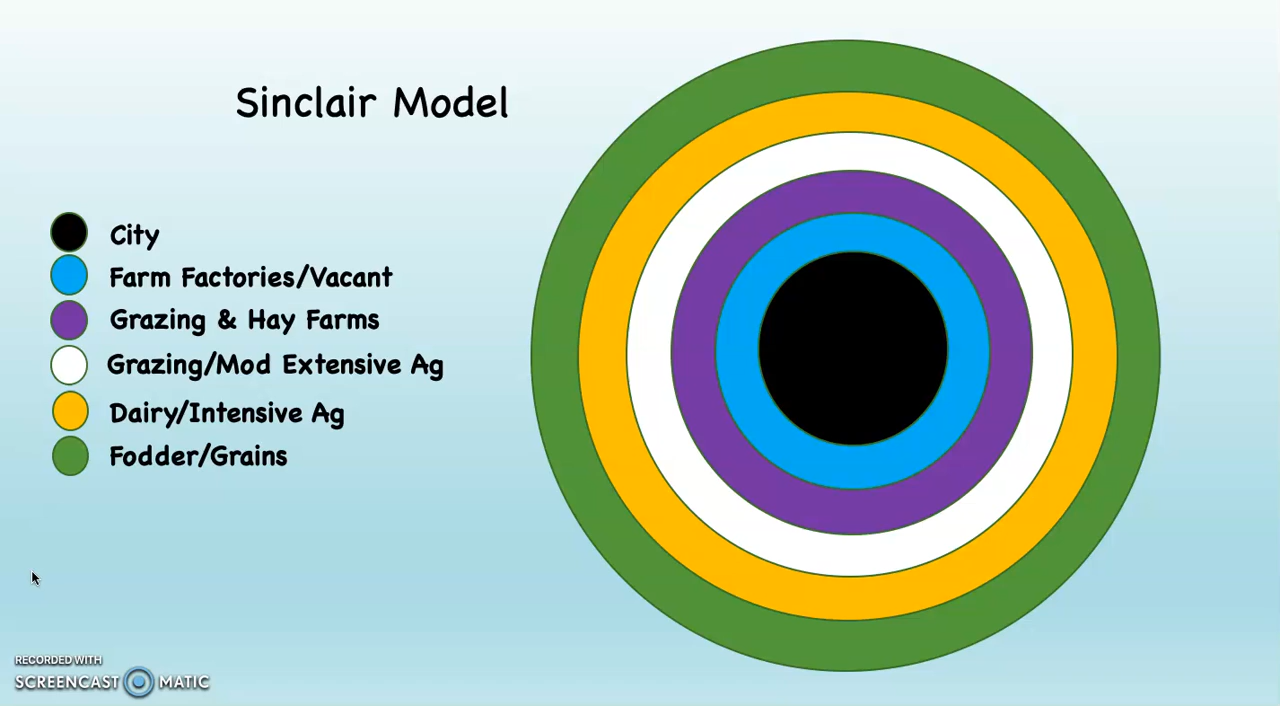 Sinclair Model
City
Farm Factories/Vacant
Grazing & Hay Farms
Grazing/Mod Extensive Ag
Dairy/Intensive Ag
Fodder/Grains
RECORDED WITH
SCREENCAST MATIC